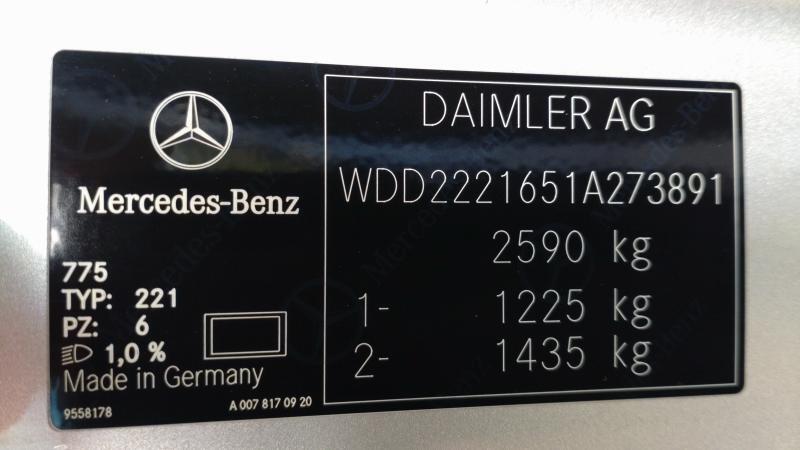 Mercedes-Benz
775
TYP: 221
PZ: 6
1,0 %
Made in Germany
9558178
A 007 817 09 20
DAIMLER AG
WDD2221651A273891
2590 kg
1- 1225 kg
2- 1435 kg